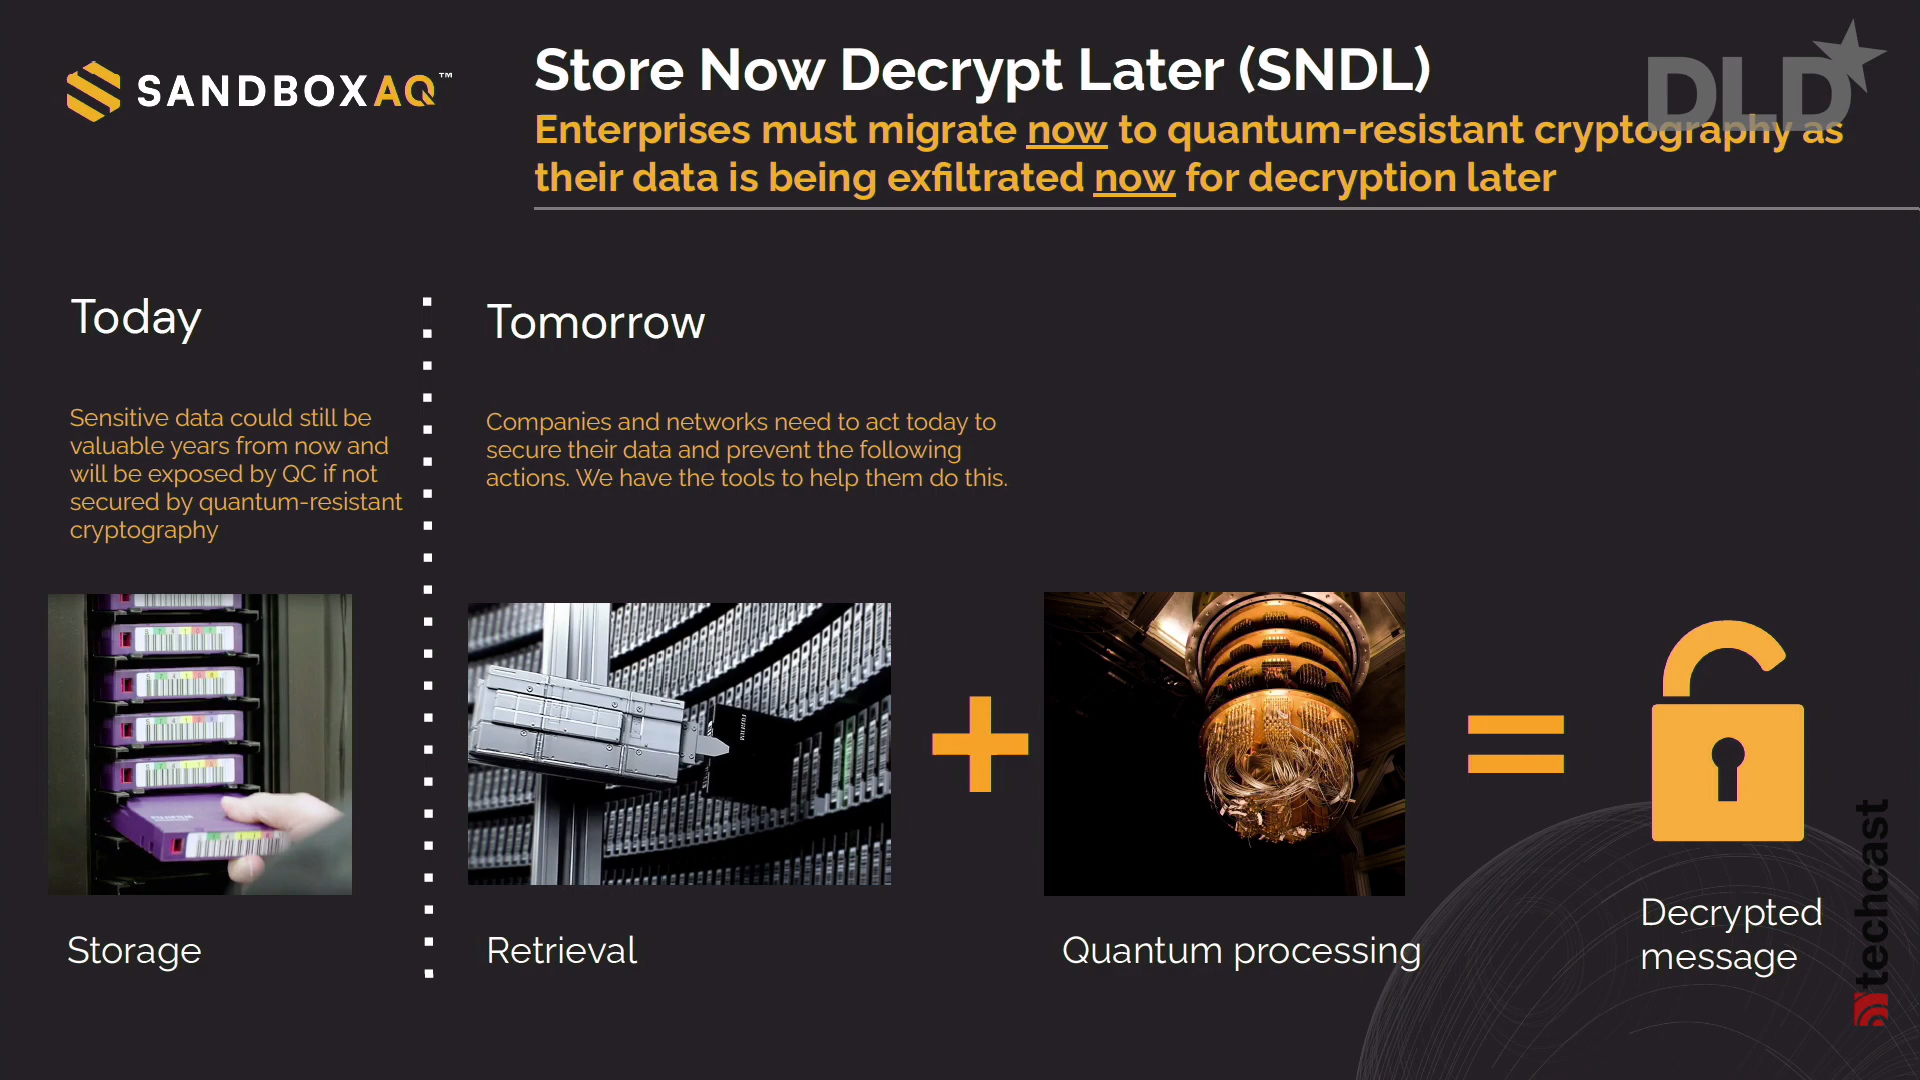 SANDBOXAQ™
Store Now Decrypt Later (SNDL)
Enterprises must migrate now to quantum-resistant cryptography as
their data is being exfiltrated now for decryption later
DLD
Today
Sensitive data could still be
valuable years from now and
will be exposed by QC if not
secured by quantum-resistant
cryptography
Storage
Tomorrow
Companies and networks need to act today to
secure their data and prevent the following
actions. We have the tools to help them do this.
Retrieval
+
Quantum processing
=
Decrypted
message
techcast